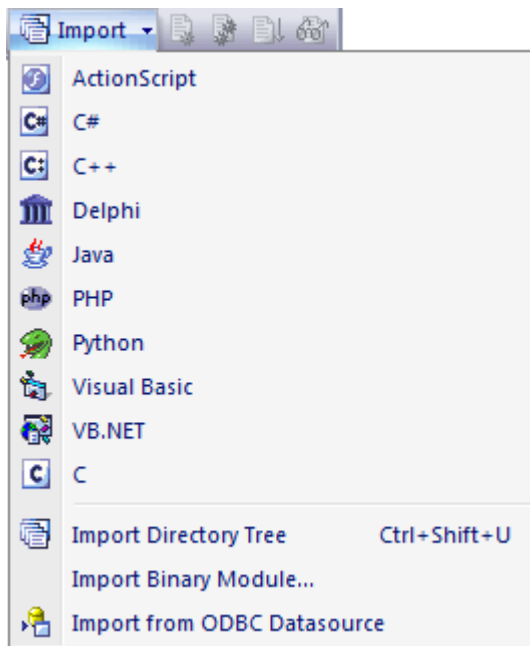 Import
ActionScript
C# C#
C: C++
Delphi
Java
php PHP
Python
Visual Basic
VB.NET
C C
Import Directory Tree Ctrl+Shift+U
Import Binary Module...
Import from ODBC Datasource